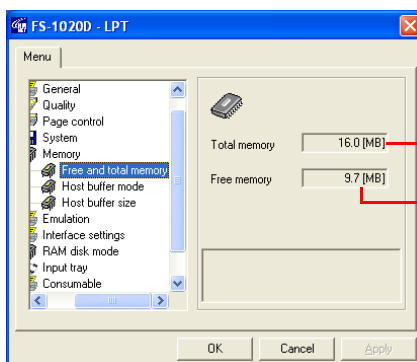 FS-1020D - LPT
Menu
General
Quality
Page control
System
Memory
Free and total memory
Host buffer mode
Host buffer size
Emulation
Interface settings
RAM disk mode
Input tray
Consumable
Total memory 16.0 [MB]
Free memory 9.7 [MB]
OK Cancel Apply